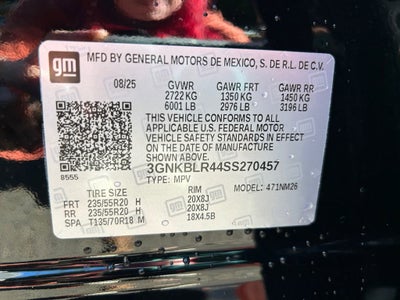 gm
MFD BY GENERAL MOTORS DE MEXICO, S. DE R.L. DE C.V.
08/25 GVWR GAWR FRT GAWR RR
2722 KG 1350 KG 1450 KG
6001 LB 2976 LB 3196 LB
THIS VEHICLE CONFORMS TO ALL APPLICABLE
U.S. FEDERAL MOTOR
VEHICLE SAFETY STANDARDS IN EFFECT
ON THE DATE OF MANUFACTURE
SHOWN ABOVE.
3GNKBLR44SS270457
8555 TYPE: MPV MODEL: 471NM26
TIRE SIZE RIM
FRT 235/55R20 H 20X8J
RR 235/55R20 H 20X8J
SPA T135/70R18 M 18X4.5B